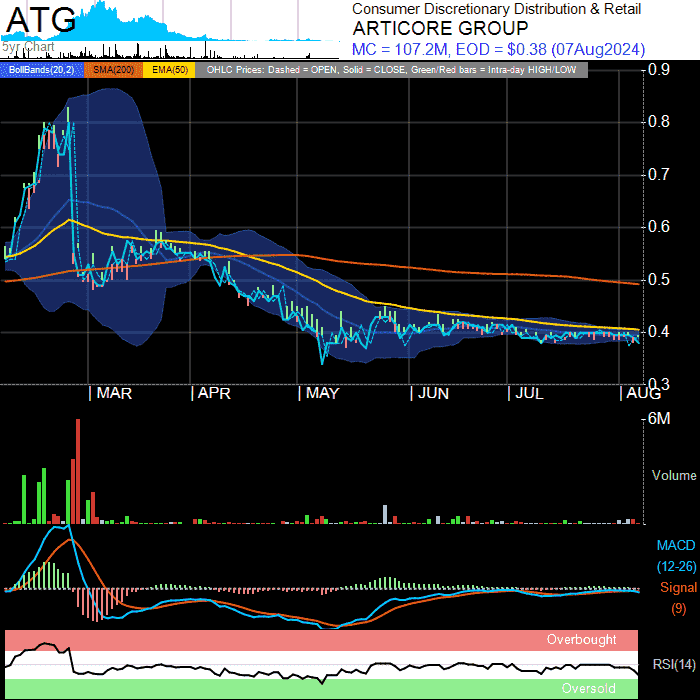 ATG
5yr Chart
Consumer Discretionary Distribution & Retail
ARTICORE GROUP
MC = 107.2M, EOD = $0.38 (07Aug2024)
BollBands(20,2) SMA(200) EMA(50) OHLC Prices: Dashed = OPEN, Solid = CLOSE, Green/Red bars = Intra-day HIGH/LOW
0.9
0.8
0.7
0.6
0.5
0.4
0.3
| MAR | APR | MAY | JUN | JUL | AUG
6M
Volume
MACD
(12-26)
Signal
(9)
Overbought
RSI(14)
Oversold